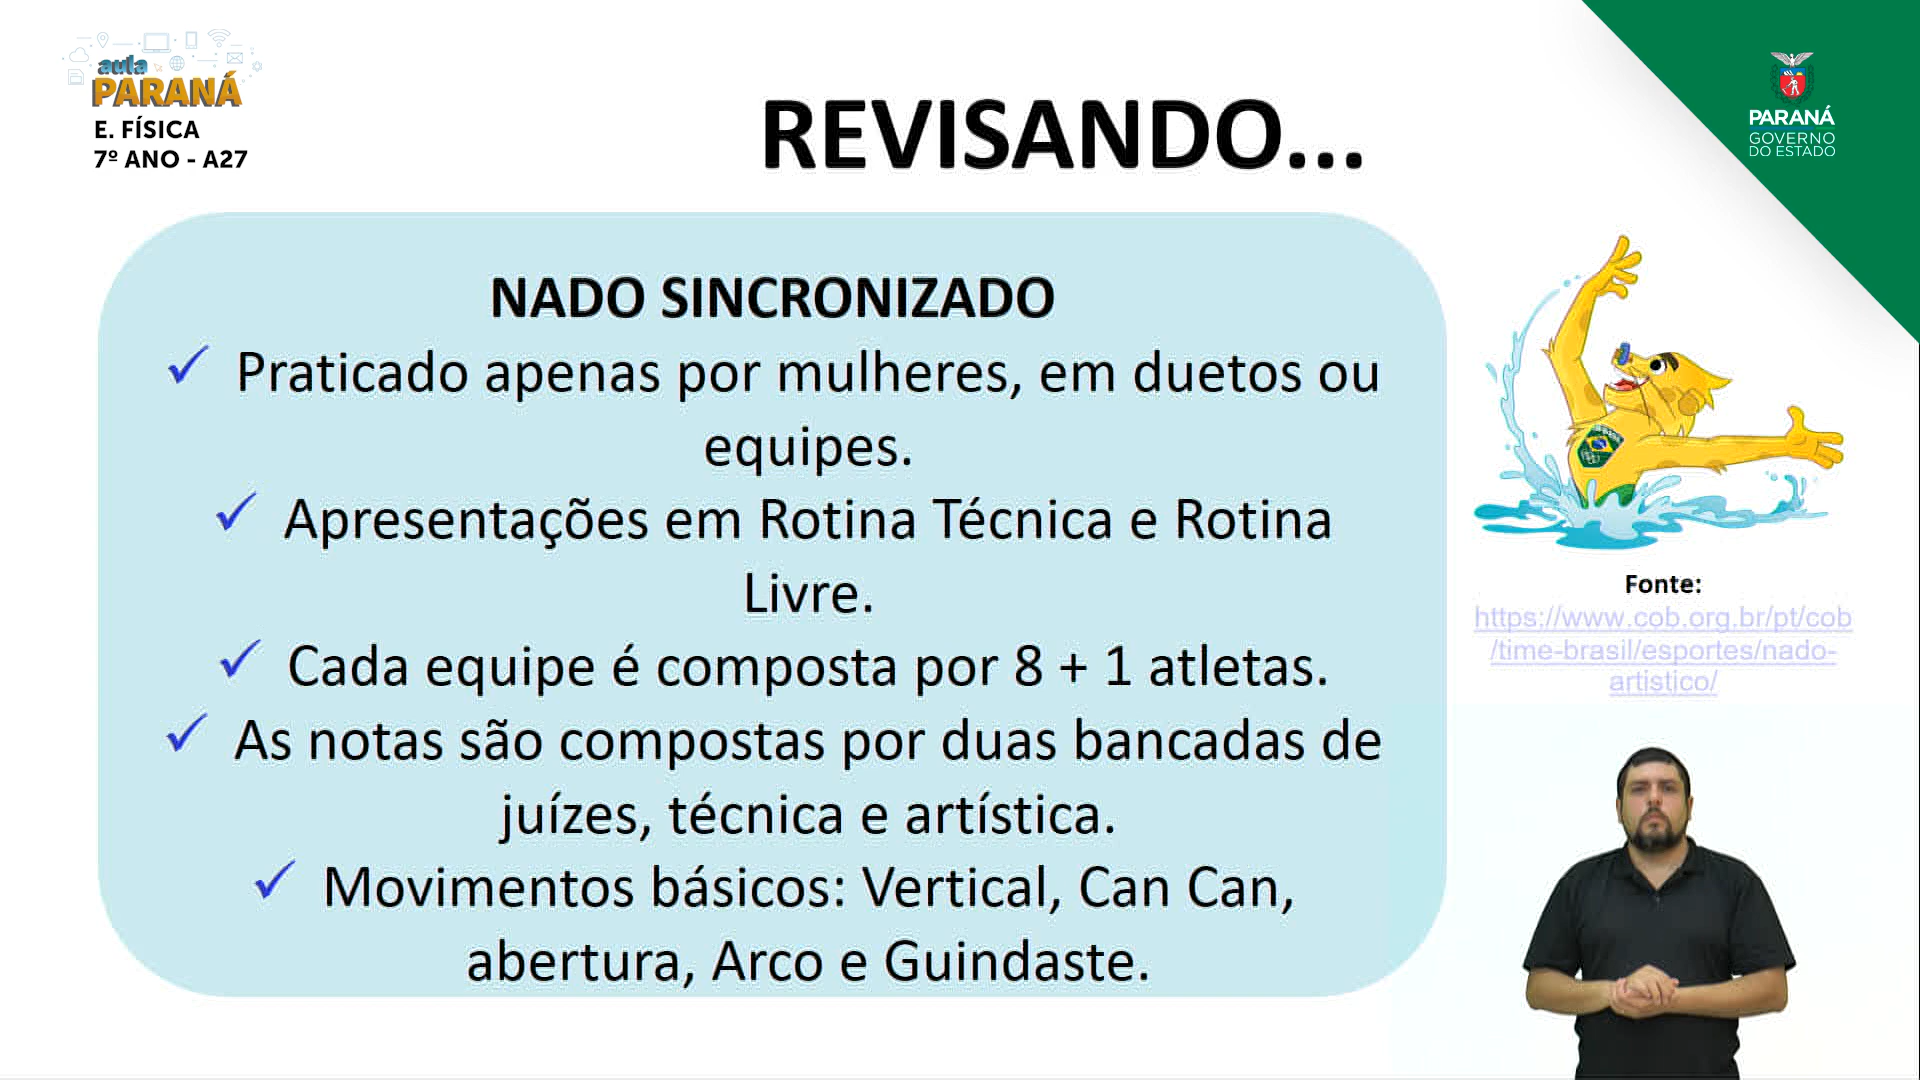 aula
PARANÁ
E. FÍSICA
7º ANO - A27
REVISANDO...
PARANÁ
GOVERNO
DO ESTADO
NADO SINCRONIZADO
✓ Praticado apenas por mulheres, em duetos ou
equipes.
✓ Apresentações em Rotina Técnica e Rotina
Livre.
✓ Cada equipe é composta por 8 + 1 atletas.
✓ As notas são compostas por duas bancadas de
juízes, técnica e artística.
✓ Movimentos básicos: Vertical, Can Can,
abertura, Arco e Guindaste.
Fonte:
https://www.cob.org.br/pt/cob
/time-brasil/esportes/nado-
artistico/